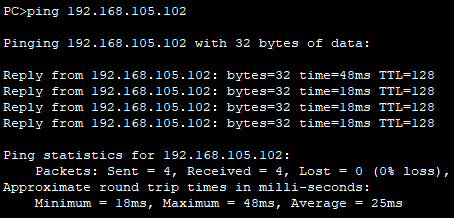 PC>ping 192.168.105.102
Pinging 192.168.105.102 with 32 bytes of data:
Reply from 192.168.105.102: bytes=32 time=48ms TTL=128
Reply from 192.168.105.102: bytes=32 time=18ms TTL=128
Reply from 192.168.105.102: bytes=32 time=18ms TTL=128
Reply from 192.168.105.102: bytes=32 time=18ms TTL=128
Ping statistics for 192.168.105.102:
Packets: Sent = 4, Received = 4, Lost = 0 (0% loss),
Approximate round trip times in milli-seconds:
Minimum = 18ms, Maximum = 48ms, Average = 25ms